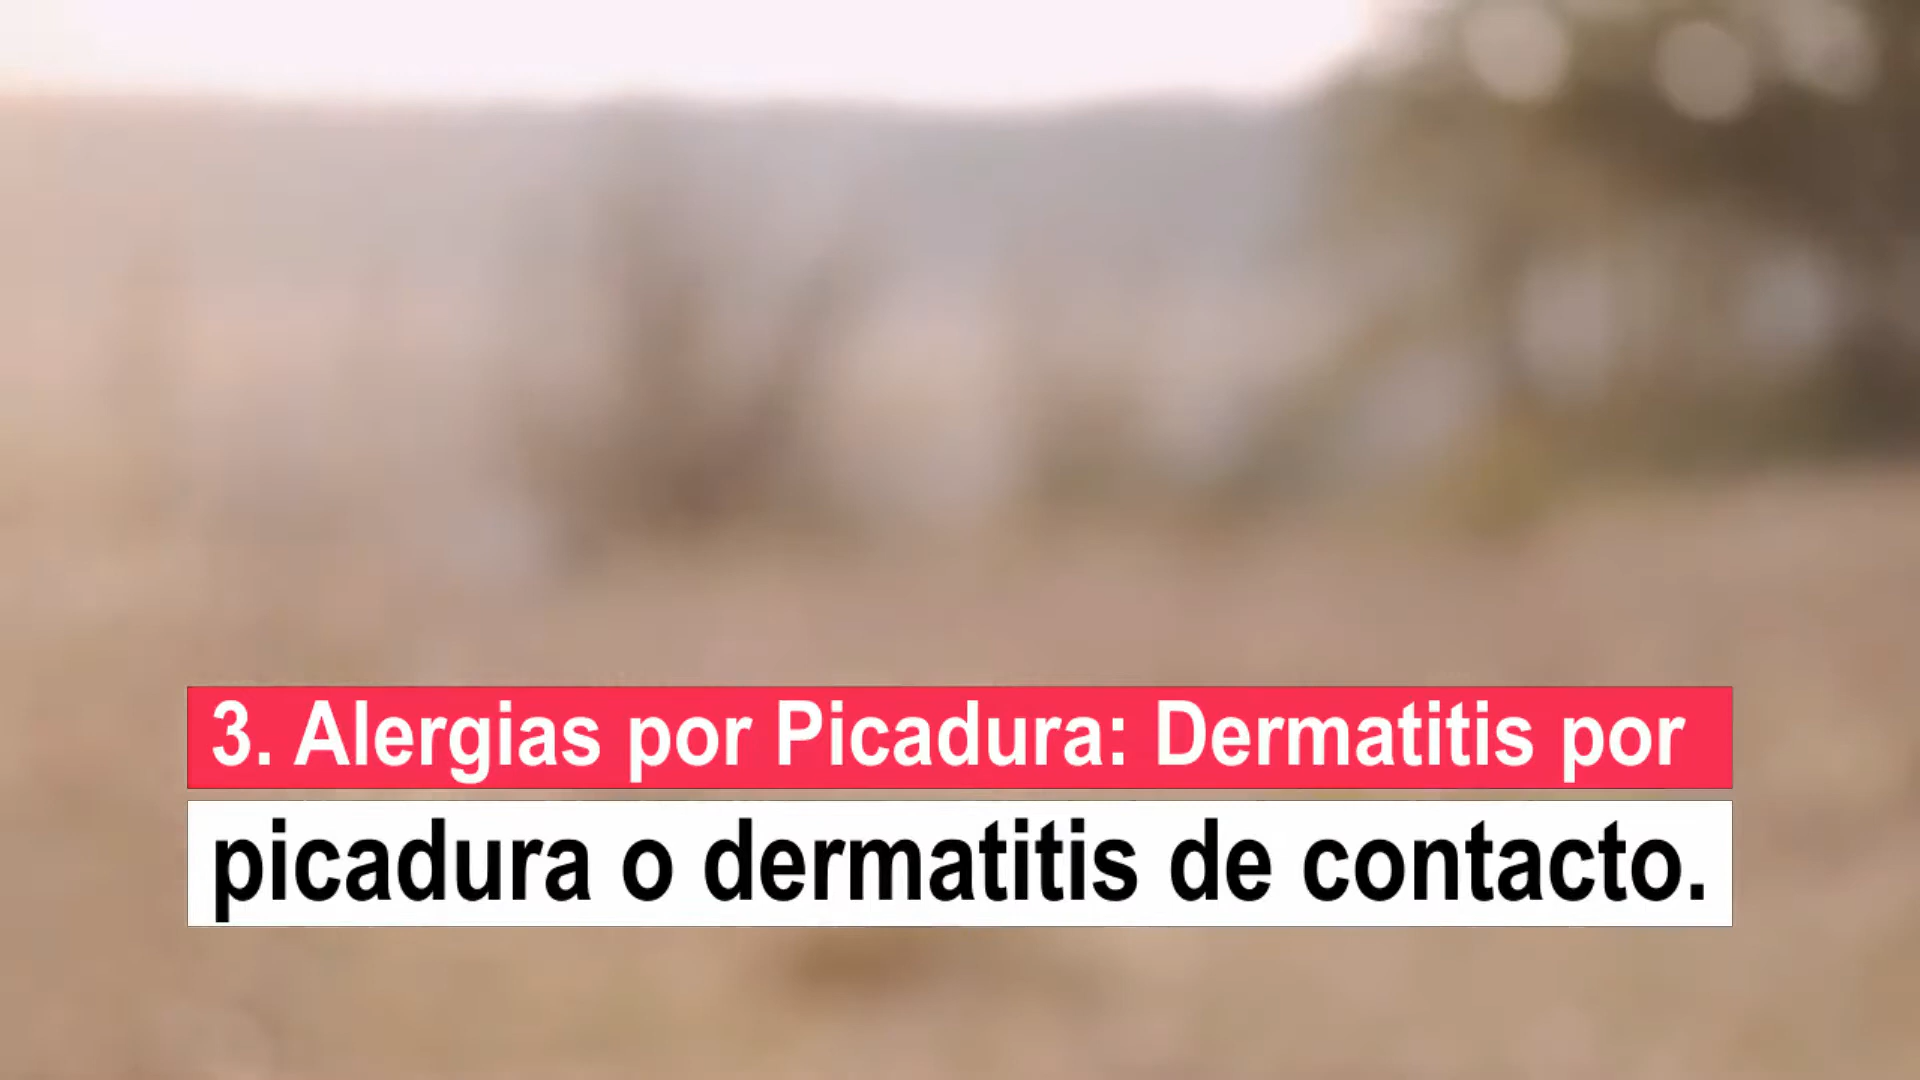 3. Alergias por Picadura: Dermatitis por
picadura o dermatitis de contacto.